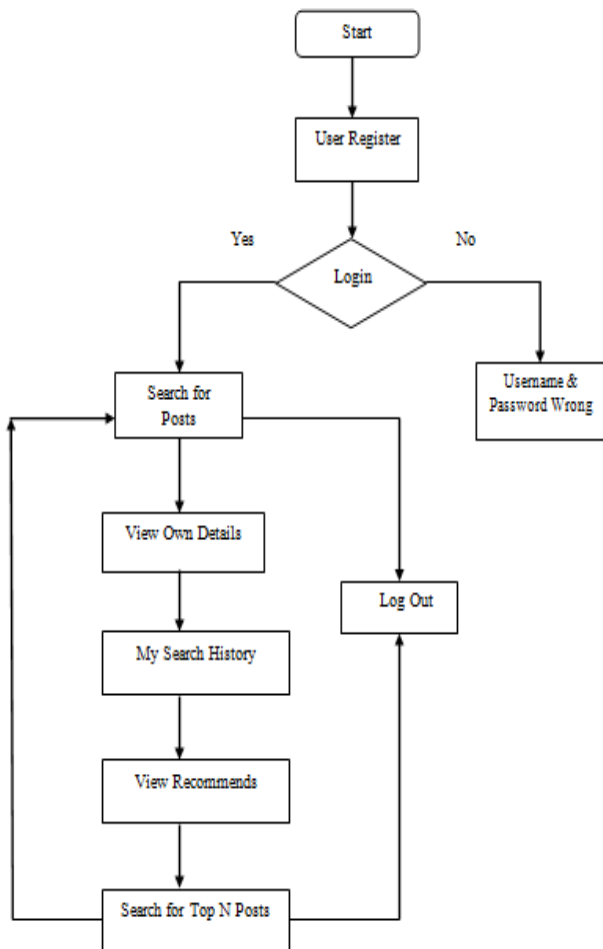 Start
User Register
Yes
No
Login
Username &
Password Wrong
Search for
Posts
View Own Details
Log Out
My Search History
View Recommends
Search for Top N Posts